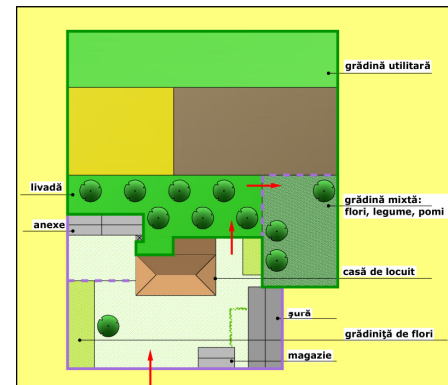 grădină utilitară
livadă
grădină mixtă:
flori, legume, pomi
anexe
casă de locuit
şură
grădiniţă de flori
magazie